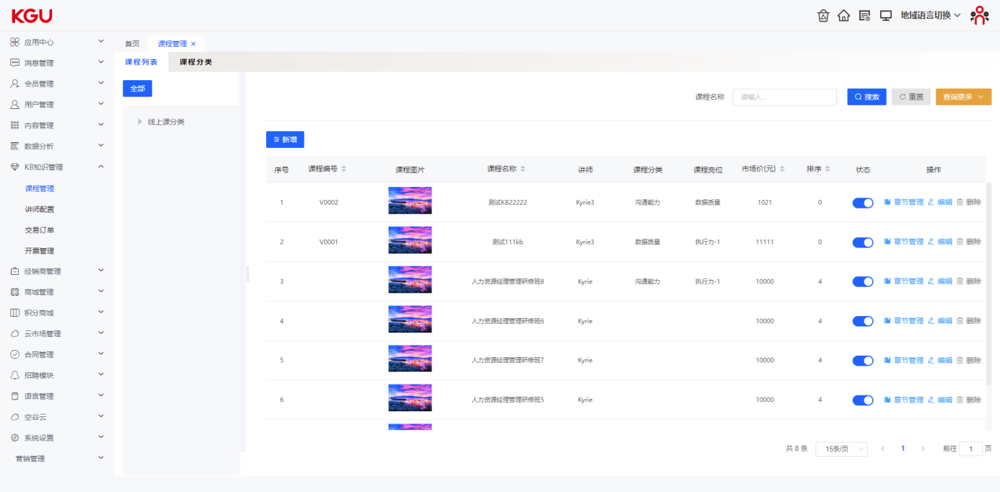 KGU
地域语言切换
应用中心
消息管理
会员管理
用户管理
内容管理
数据分析
KB知识管理
课程管理
讲师配置
交易订单
开票管理
经销商管理
商城管理
积分商城
云市场管理
合同管理
招聘模块
语言管理
空谷云
系统设置
营销管理
首页 课程管理 ×
课程列表 课程分类
全部
线上课分类
课程名称 请输入... 搜索 重置 查询更多
新增
序号 课程编号 课程图片 课程名称 讲师 课程分类 课程岗位 市场价(元) 排序 状态 操作
1 V0002 测试KB22222 Kyrie3 沟通能力 数据质量 1021 0 章节管理 编辑 删除
2 V0001 测试111kb Kyrie3 数据质量 执行力-1 11111 0 章节管理 编辑 删除
3 人力资源经理管理研修班8 Kyrie 沟通能力 执行力-1 10000 4 章节管理 编辑 删除
4 人力资源经理管理研修班6 Kyrie 10000 4 章节管理 编辑 删除
5 人力资源经理管理研修班7 Kyrie 10000 4 章节管理 编辑 删除
6 人力资源经理管理研修班5 Kyrie 10000 4 章节管理 编辑 删除
共 8 条 15条/页 1 前往 1 页